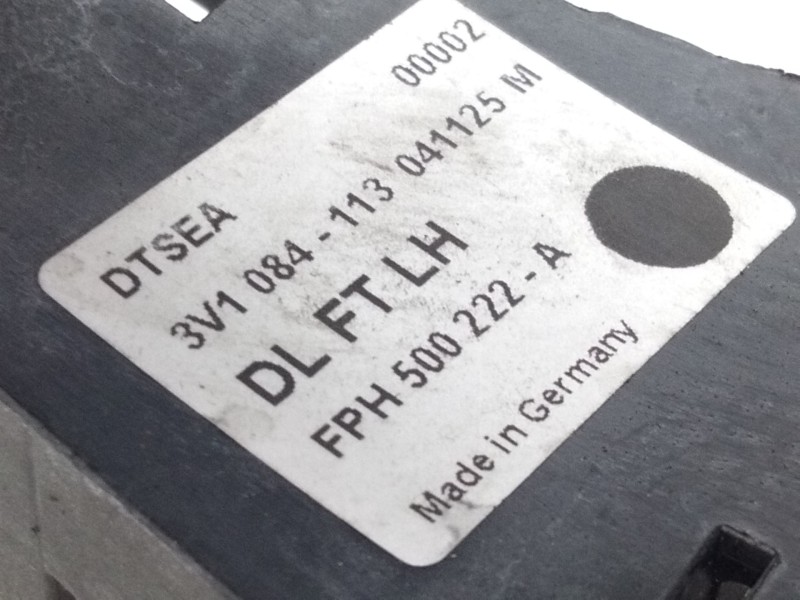 DTSEA 00002
3V1 084 - 113 041125 M
DL FT LH
FPH 500 222 - A
Made in Germany